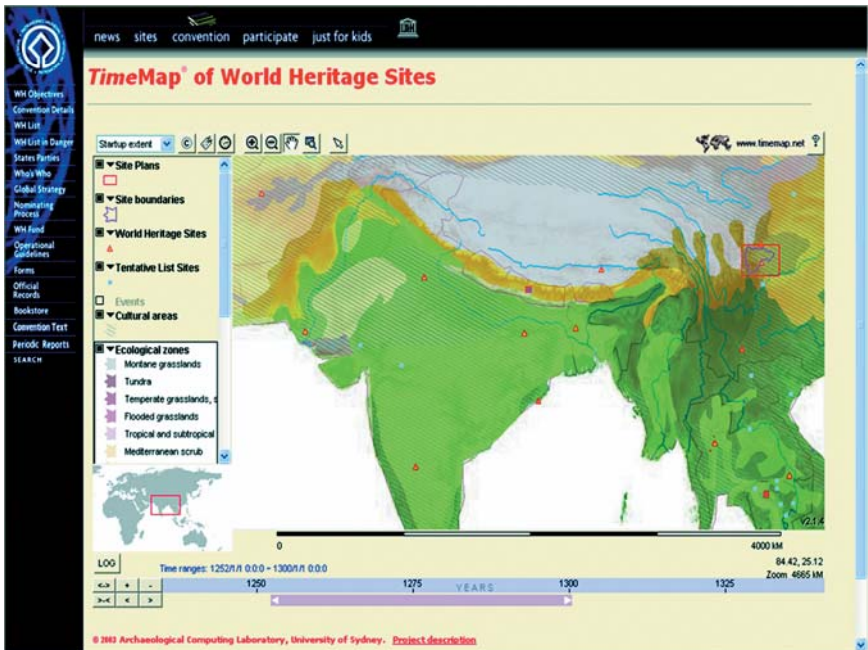 news sites convention participate just for kids
TimeMap® of World Heritage Sites
WH Objectives
Convention Details
WH List
WH List in Danger
States Parties
Who's Who
Global Strategy
Nominating
Process
WH Fund
Operational
Guidelines
Forms
Official
Records
Bookstore
Convention Text
Periodic Reports
SEARCH
Startup extent
www.timemap.net
Site Plans
Site boundaries
World Heritage Sites
Tentative List Sites
Events
Cultural areas
Ecological zones
Montane grasslands
Tundra
Temperate grasslands, s
Flooded grasslands
Tropical and subtropical
Mediterranean scrub
v2.1.4
0 4000 kM
84.42, 25.12
Zoom 4665 kM
LOG
Time ranges: 1252/1/1 0:0:0 - 1300/1/1 0:0:0
1250 1275 YEARS 1300 1325
© 2003 Archaeological Computing Laboratory, University of Sydney. Project description